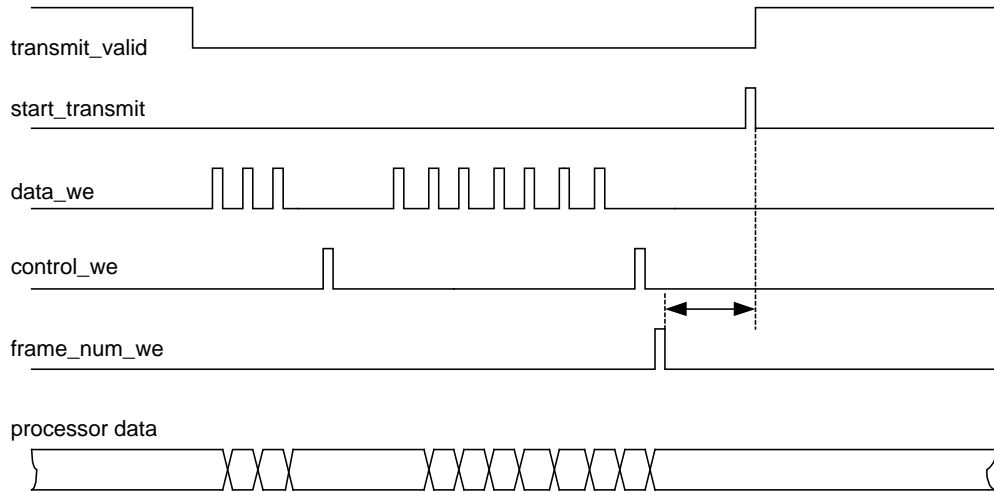 transmit_valid
start_transmit
data_we
control_we
frame_num_we
processor data